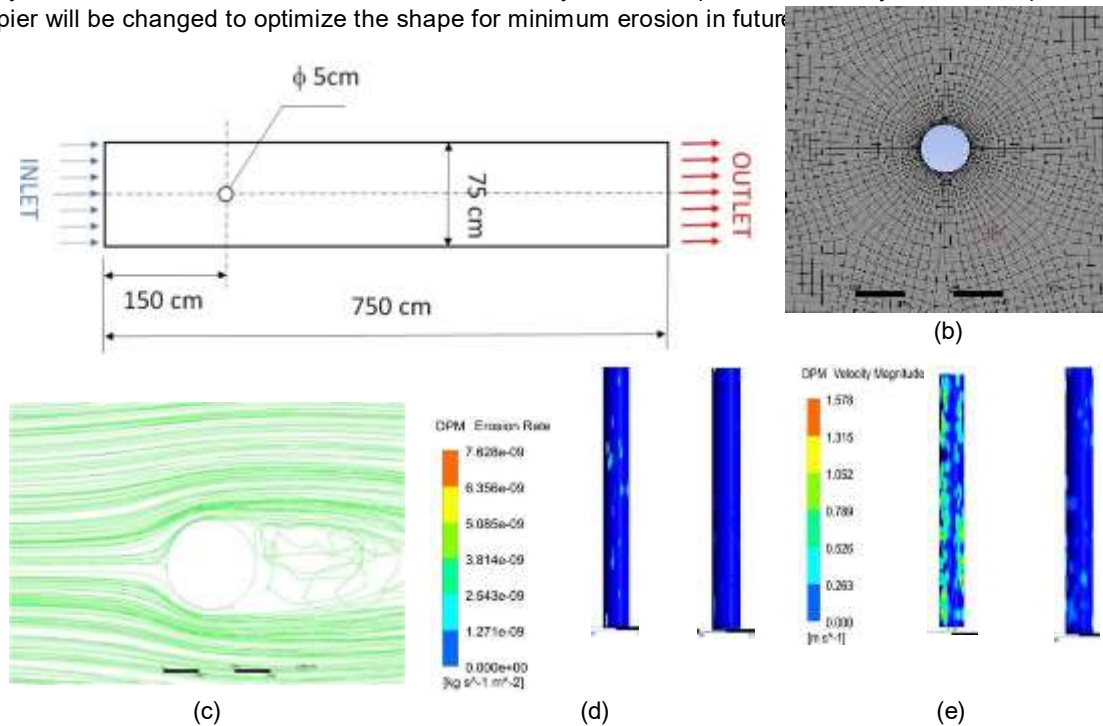 pier will be changed to optimize the shape for minimum erosion in future
ϕ 5cm
INLET
75 cm
OUTLET
150 cm
750 cm
(b)
DPM Erosion Rate
7.628e-09
6.356e-09
5.085e-09
3.814e-09
2.543e-09
1.271e-09
0.000e+00
[kg s^-1 m^-2]
DPM Velocity Magnitude
1.578
1.315
1.052
0.789
0.526
0.263
0.000
[m s^-1]
(c)
(d)
(e)